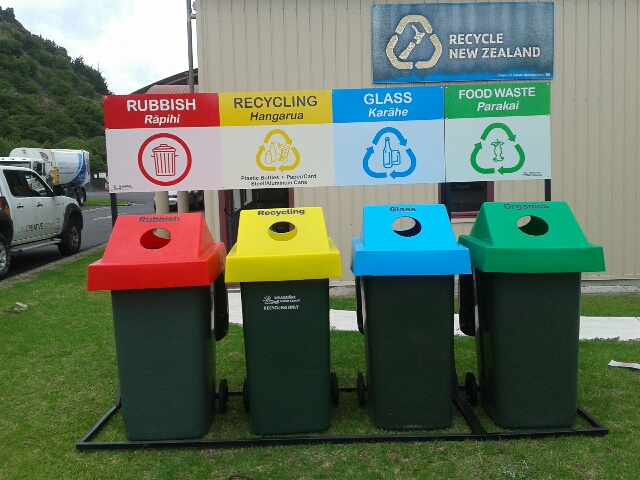 RECYCLE
NEW ZEALAND
RUBBISH
Rāpihi
RECYCLING
Hangarua
Plastic Bottles • Paper/Card
Steel/Aluminium Cans
GLASS
Karāhe
FOOD WASTE
Parakai
Rubbish
Recycling
Glass
Organics
RECYCLING ONLY
CREATIVE